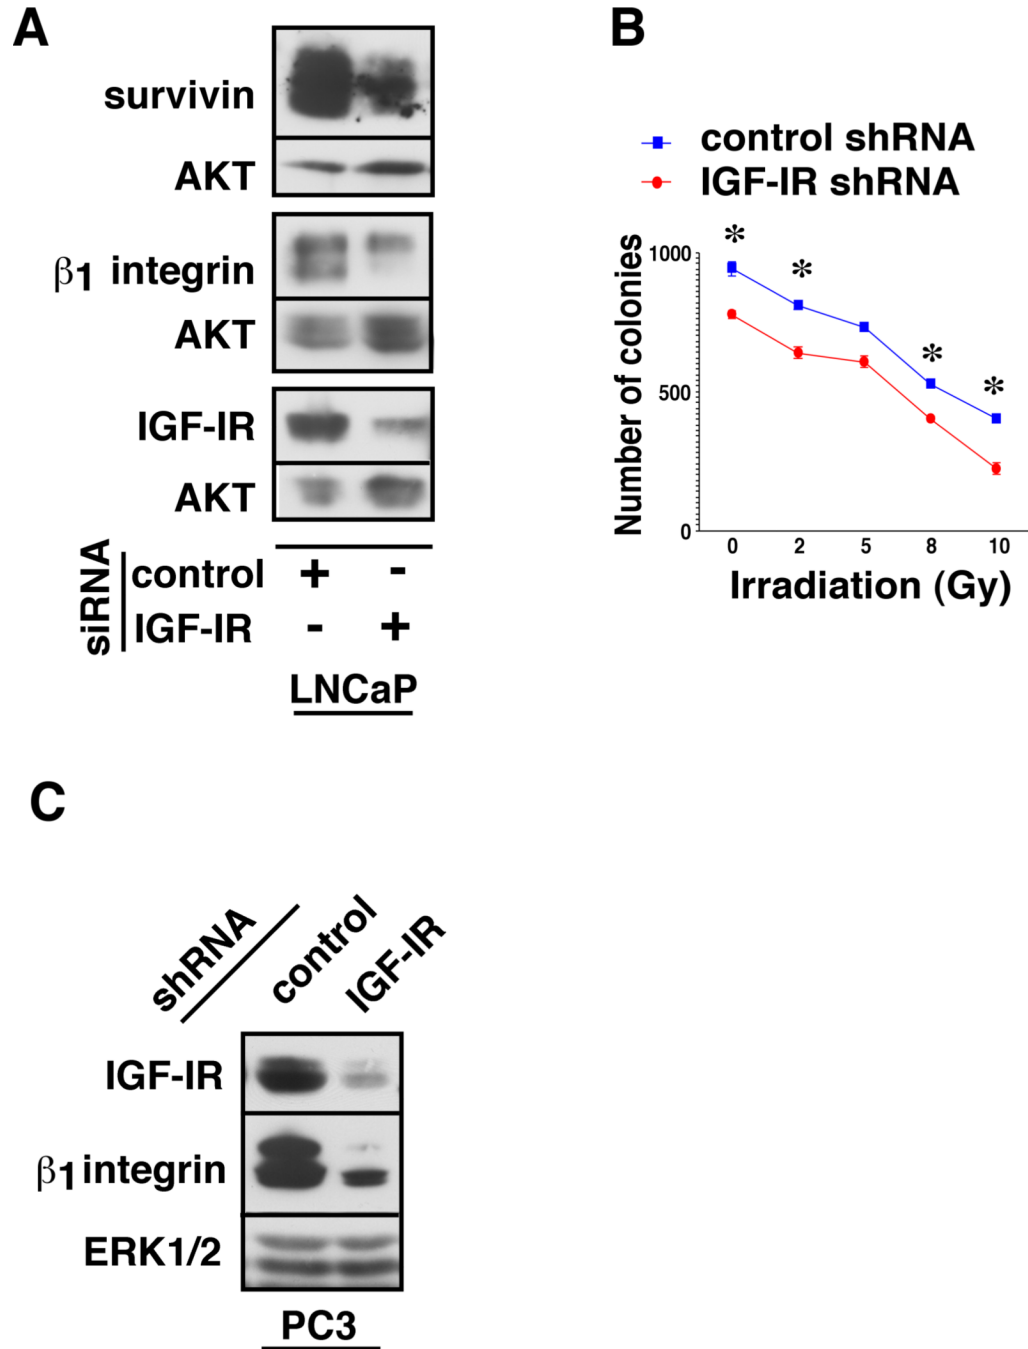 A
survivin
AKT
β1 integrin
AKT
IGF-IR
AKT
siRNA
control + -
IGF-IR - +
LNCaP
B
control shRNA
IGF-IR shRNA
* * * *
Number of colonies
1000
500
0
0 2 5 8 10
Irradiation (Gy)
C
shRNA
control
IGF-IR
IGF-IR
β1 integrin
ERK1/2
PC3